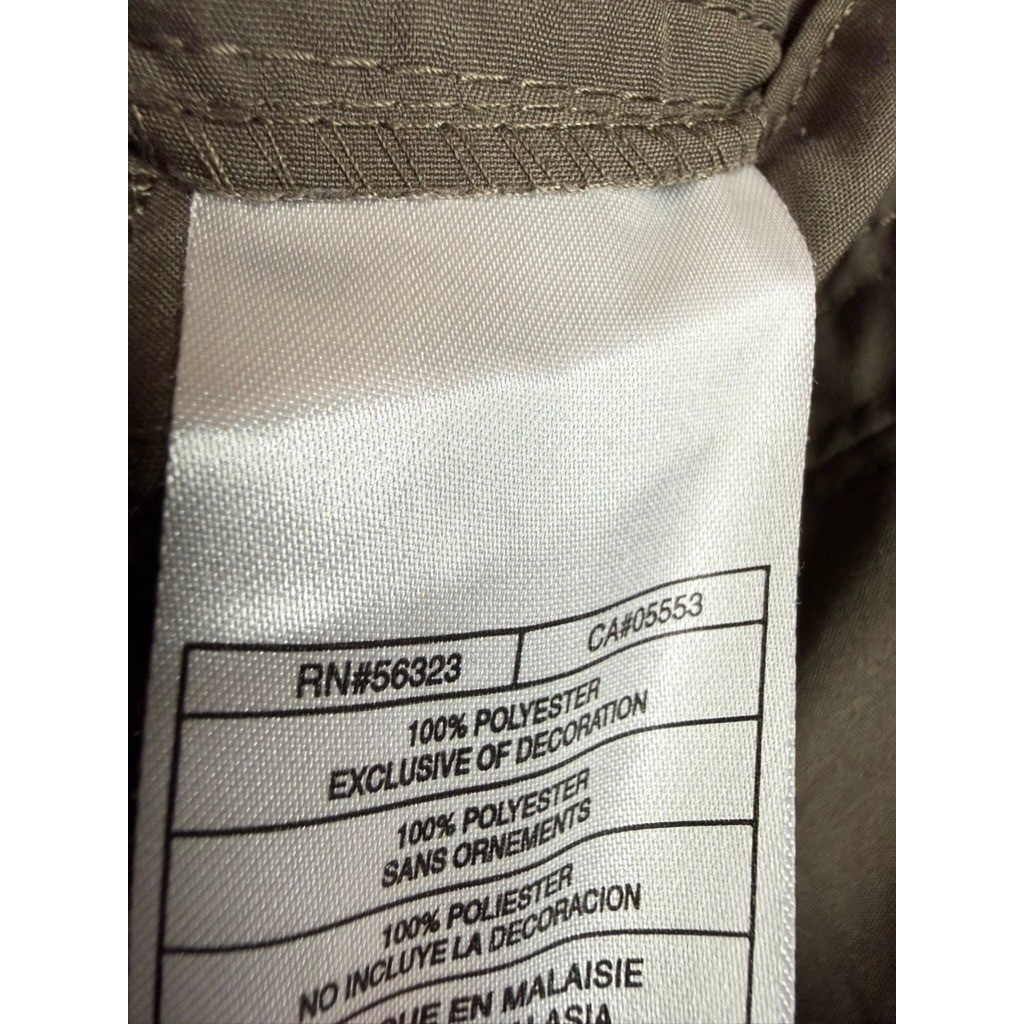 RN#56323 CA#05553
100% POLYESTER
EXCLUSIVE OF DECORATION
100% POLYESTER
SANS ORNEMENTS
100% POLIESTER
NO INCLUYE LA DECORACION
EN MALAISIE